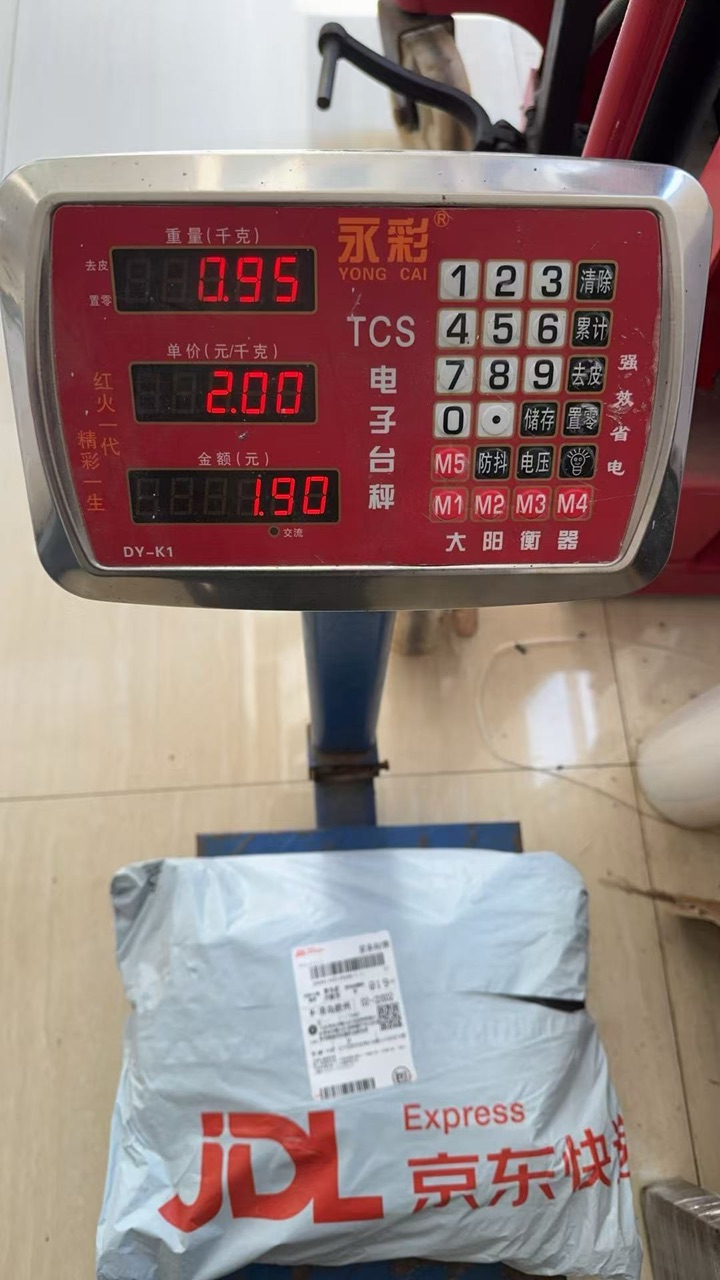 重量(千克)
去皮
置零
0.95
单价(元/千克)
2.00
金额(元)
1.90
交流
DY-K1
红火一代
精彩一生
永彩®
YONG CAI
TCS
电子台秤
1 2 3 清除
4 5 6 累计
7 8 9 去皮
0 · 储存 置零
M5 防抖 电压
M1 M2 M3 M4
强效省电
大阳衡器
JDL
Express
京东快递